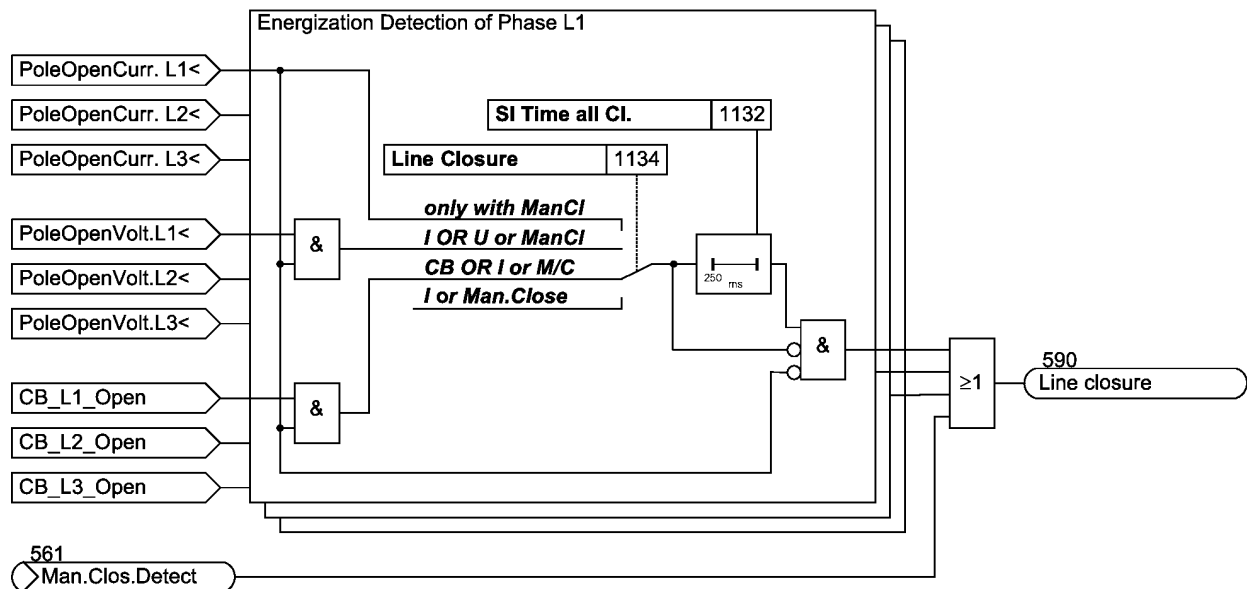 Energization Detection of Phase L1
PoleOpenCurr. L1<
PoleOpenCurr. L2<
PoleOpenCurr. L3<
SI Time all Cl. 1132
Line Closure 1134
only with ManCl
PoleOpenVolt.L1<
&
I OR U or ManCl
PoleOpenVolt.L2<
CB OR I or M/C
250 ms
I or Man.Close
PoleOpenVolt.L3<
&
590
≥1
Line closure
CB_L1_Open
&
CB_L2_Open
CB_L3_Open
561
Man.Clos.Detect